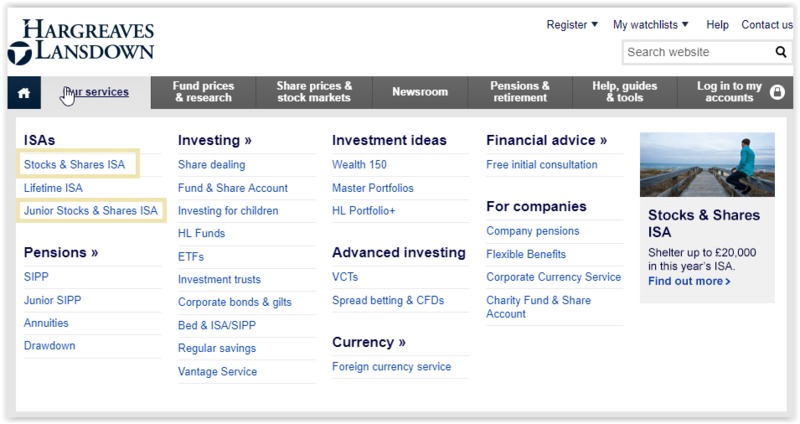 HARGREAVES
LANSDOWN
Register
My watchlists
Help
Contact us
Search website
Our services
Fund prices
& research
Share prices &
stock markets
Newsroom
Pensions &
retirement
Help, guides
& tools
Log in to my
accounts
ISAs
Stocks & Shares ISA
Lifetime ISA
Junior Stocks & Shares ISA
Pensions »
SIPP
Junior SIPP
Annuities
Drawdown
Investing »
Share dealing
Fund & Share Account
Investing for children
HL Funds
ETFs
Investment trusts
Corporate bonds & gilts
Bed & ISA/SIPP
Regular savings
Vantage Service
Investment ideas
Wealth 150
Master Portfolios
HL Portfolio+
Advanced investing
VCTs
Spread betting & CFDs
Currency »
Foreign currency service
Financial advice »
Free initial consultation
For companies
Company pensions
Flexible Benefits
Corporate Currency Service
Charity Fund & Share
Account
Stocks & Shares
ISA
Shelter up to £20,000
in this year's ISA.
Find out more ›